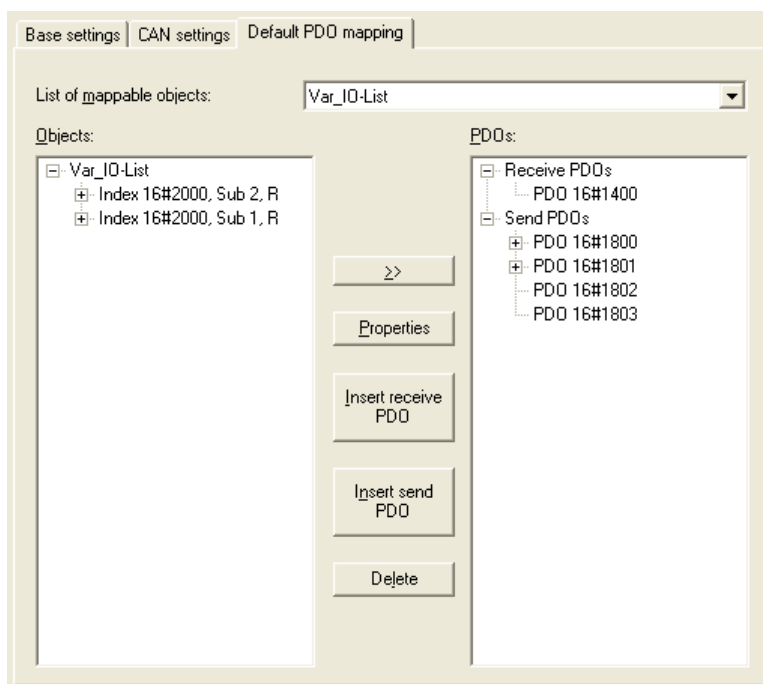 Base settings CAN settings Default PDO mapping
List of mappable objects: Var_IO-List
Objects:
Var_IO-List
Index 16#2000, Sub 2, R
Index 16#2000, Sub 1, R
>>
Properties
Insert receive
PDO
Insert send
PDO
Delete
PDOs:
Receive PDOs
PDO 16#1400
Send PDOs
PDO 16#1800
PDO 16#1801
PDO 16#1802
PDO 16#1803